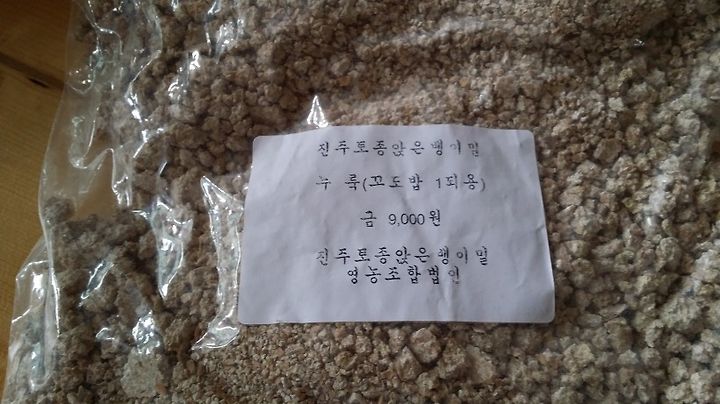 진주토종앉은뱅이밀
누 룩(꼬도밥 1되용)
금 9,000원
진주토종앉은뱅이밀
영농조합법인